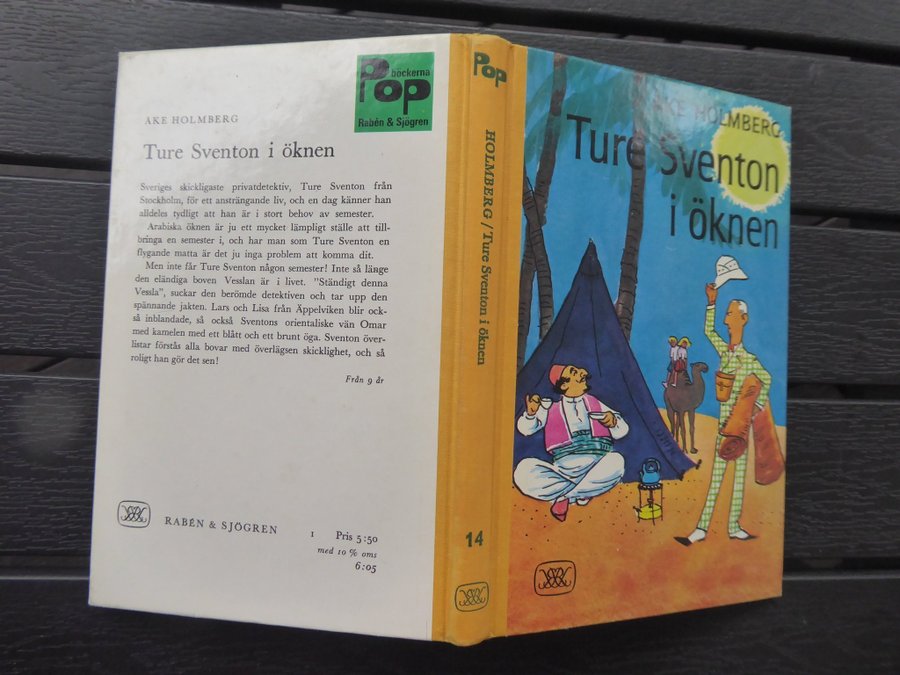 böckerna
Pop
Rabén & Sjögren
ÅKE HOLMBERG
Ture Sventon i öknen
Sveriges skickligaste privatdetektiv, Ture Sventon från
Stockholm, för ett ansträngande liv, och en dag känner han
alldeles tydligt att han är i stort behov av semester.
Arabiska öknen är ju ett mycket lämpligt ställe att till-
bringa en semester i, och har man som Ture Sventon en
flygande matta är det ju inga problem att komma dit.
Men inte får Ture Sventon någon semester! Inte så länge
den eländiga boven Vesslan är i livet. "Ständigt denna
Vessla", suckar den berömde detektiven och tar upp den
spännande jakten. Lars och Lisa från Äppelviken blir ock-
så inblandade, så också Sventons orientaliske vän Omar
med kamelen med ett blått och ett brunt öga. Sventon över-
listar förstås alla bovar med överlägsen skicklighet, och så
roligt han gör det sen!
Från 9 år
RABÉN & SJÖGREN
1 Pris 5:50
med 10 % oms
6:05
Pop
HOLMBERG / Ture Sventon i öknen
14
ÅKE HOLMBERG
Ture Sventon
i öknen